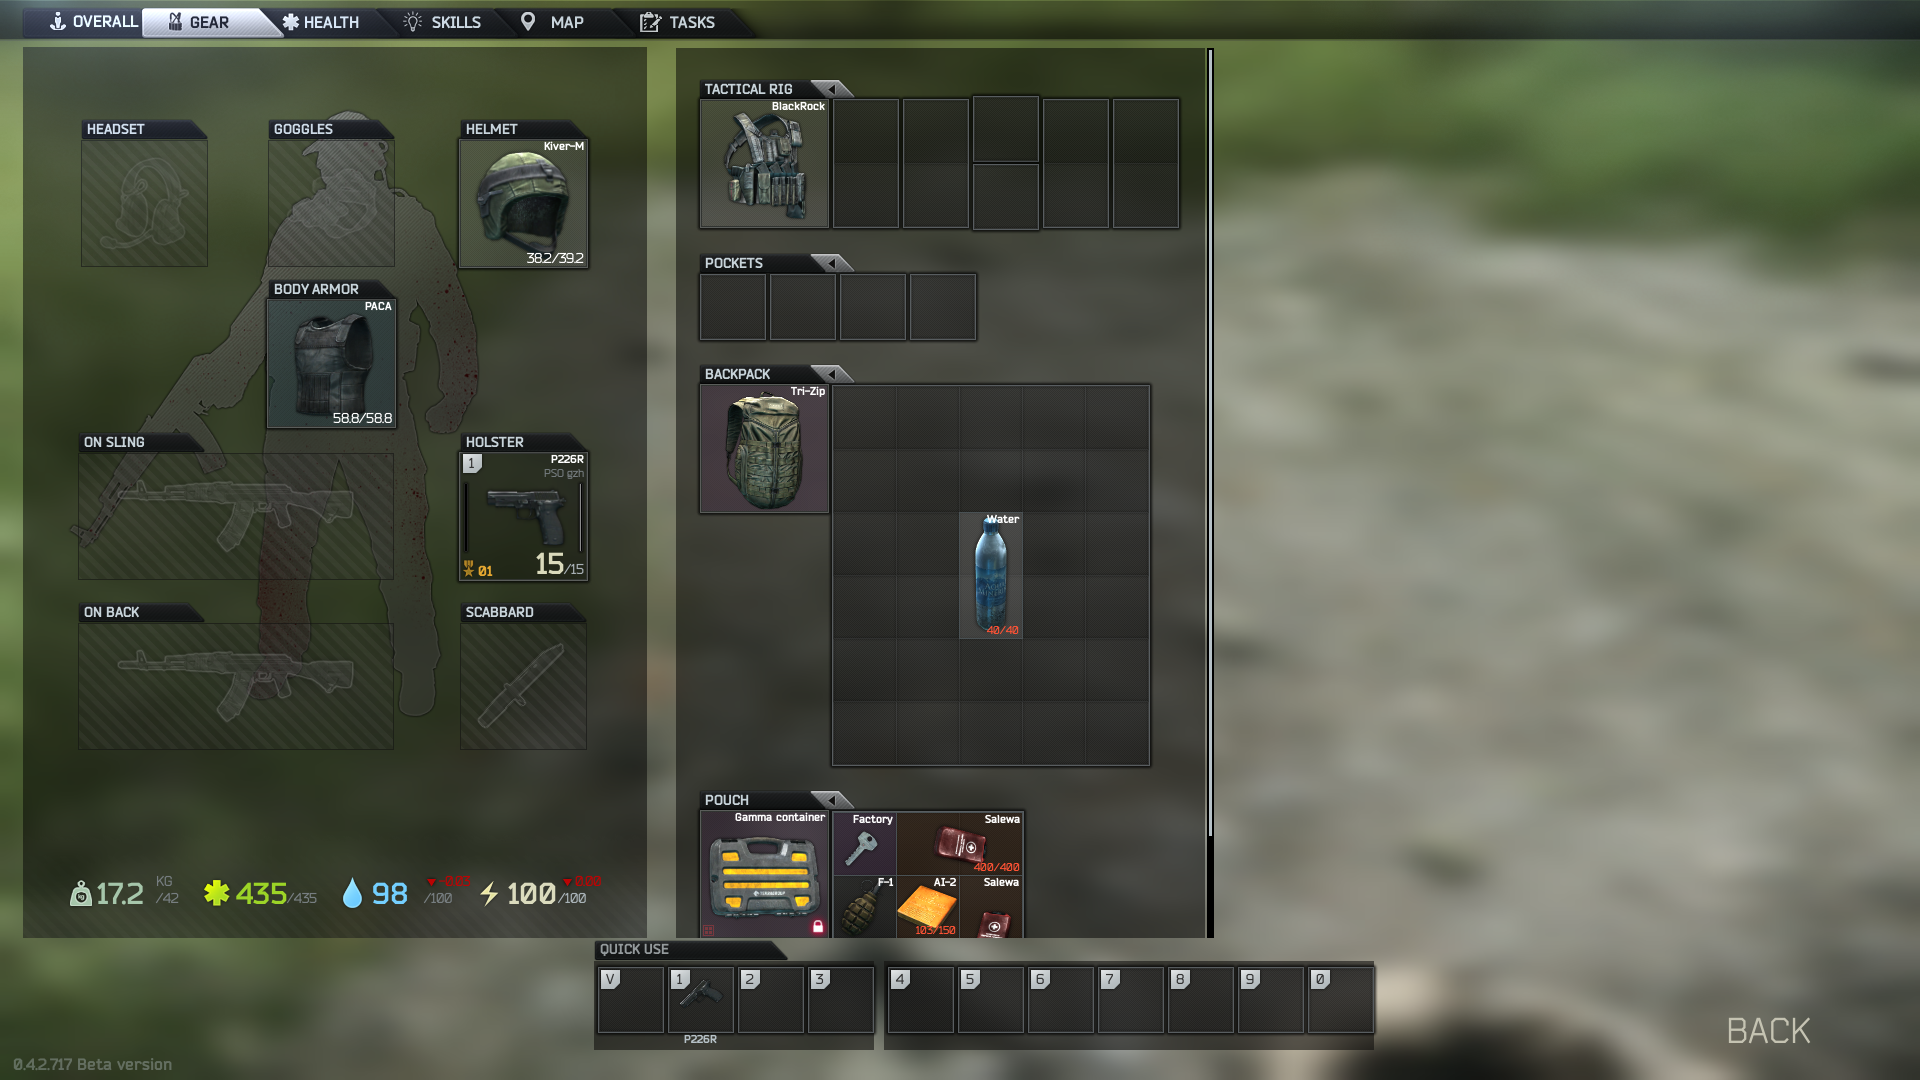 OVERALL
GEAR
HEALTH
SKILLS
MAP
TASKS
HEADSET
GOGGLES
HELMET
Kiver-M
38.2/39.2
BODY ARMOR
PACA
58.8/58.8
ON SLING
HOLSTER
1
P226R
PSO gzh
01
15/15
ON BACK
SCABBARD
17.2
KG
/42
435/435
98
/100
100
/100
TACTICAL RIG
BlackRock
POCKETS
BACKPACK
Tri-Zip
Water
40/40
POUCH
Gamma container
Factory
Salewa
400/400
F-1
AI-2
103/150
Salewa
QUICK USE
V
1
2
3
4
5
6
7
8
9
0
P226R
BACK
0.4.2.717 Beta version